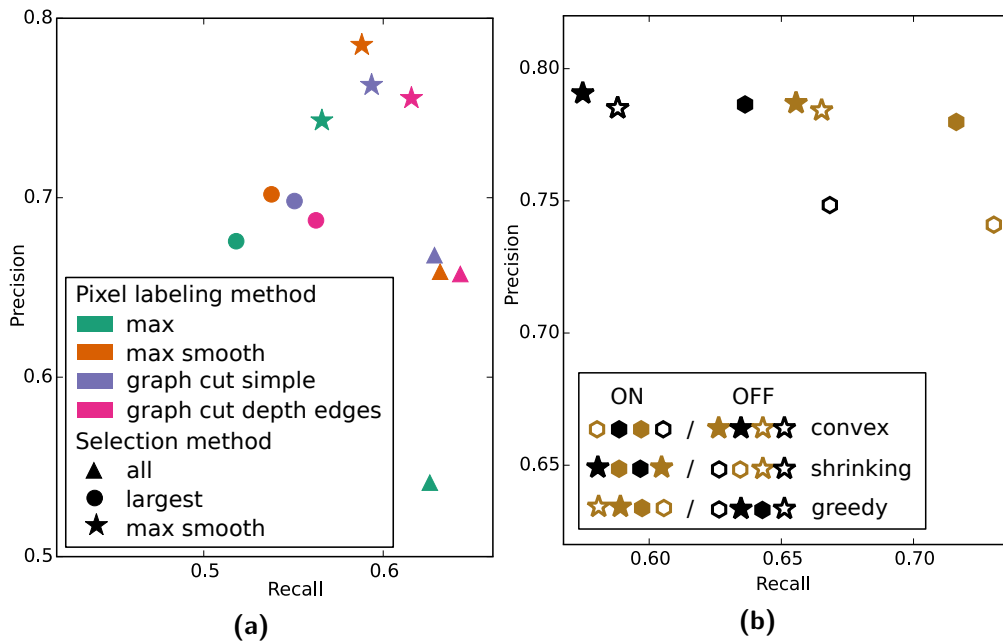 0.8
0.7
0.6
0.5
Precision
Pixel labeling method
max
max smooth
graph cut simple
graph cut depth edges
Selection method
all
largest
max smooth
0.5 0.6
Recall
(a)
0.80
0.75
0.70
0.65
Precision
ON OFF
/ convex
/ shrinking
/ greedy
0.60 0.65 0.70
Recall
(b)